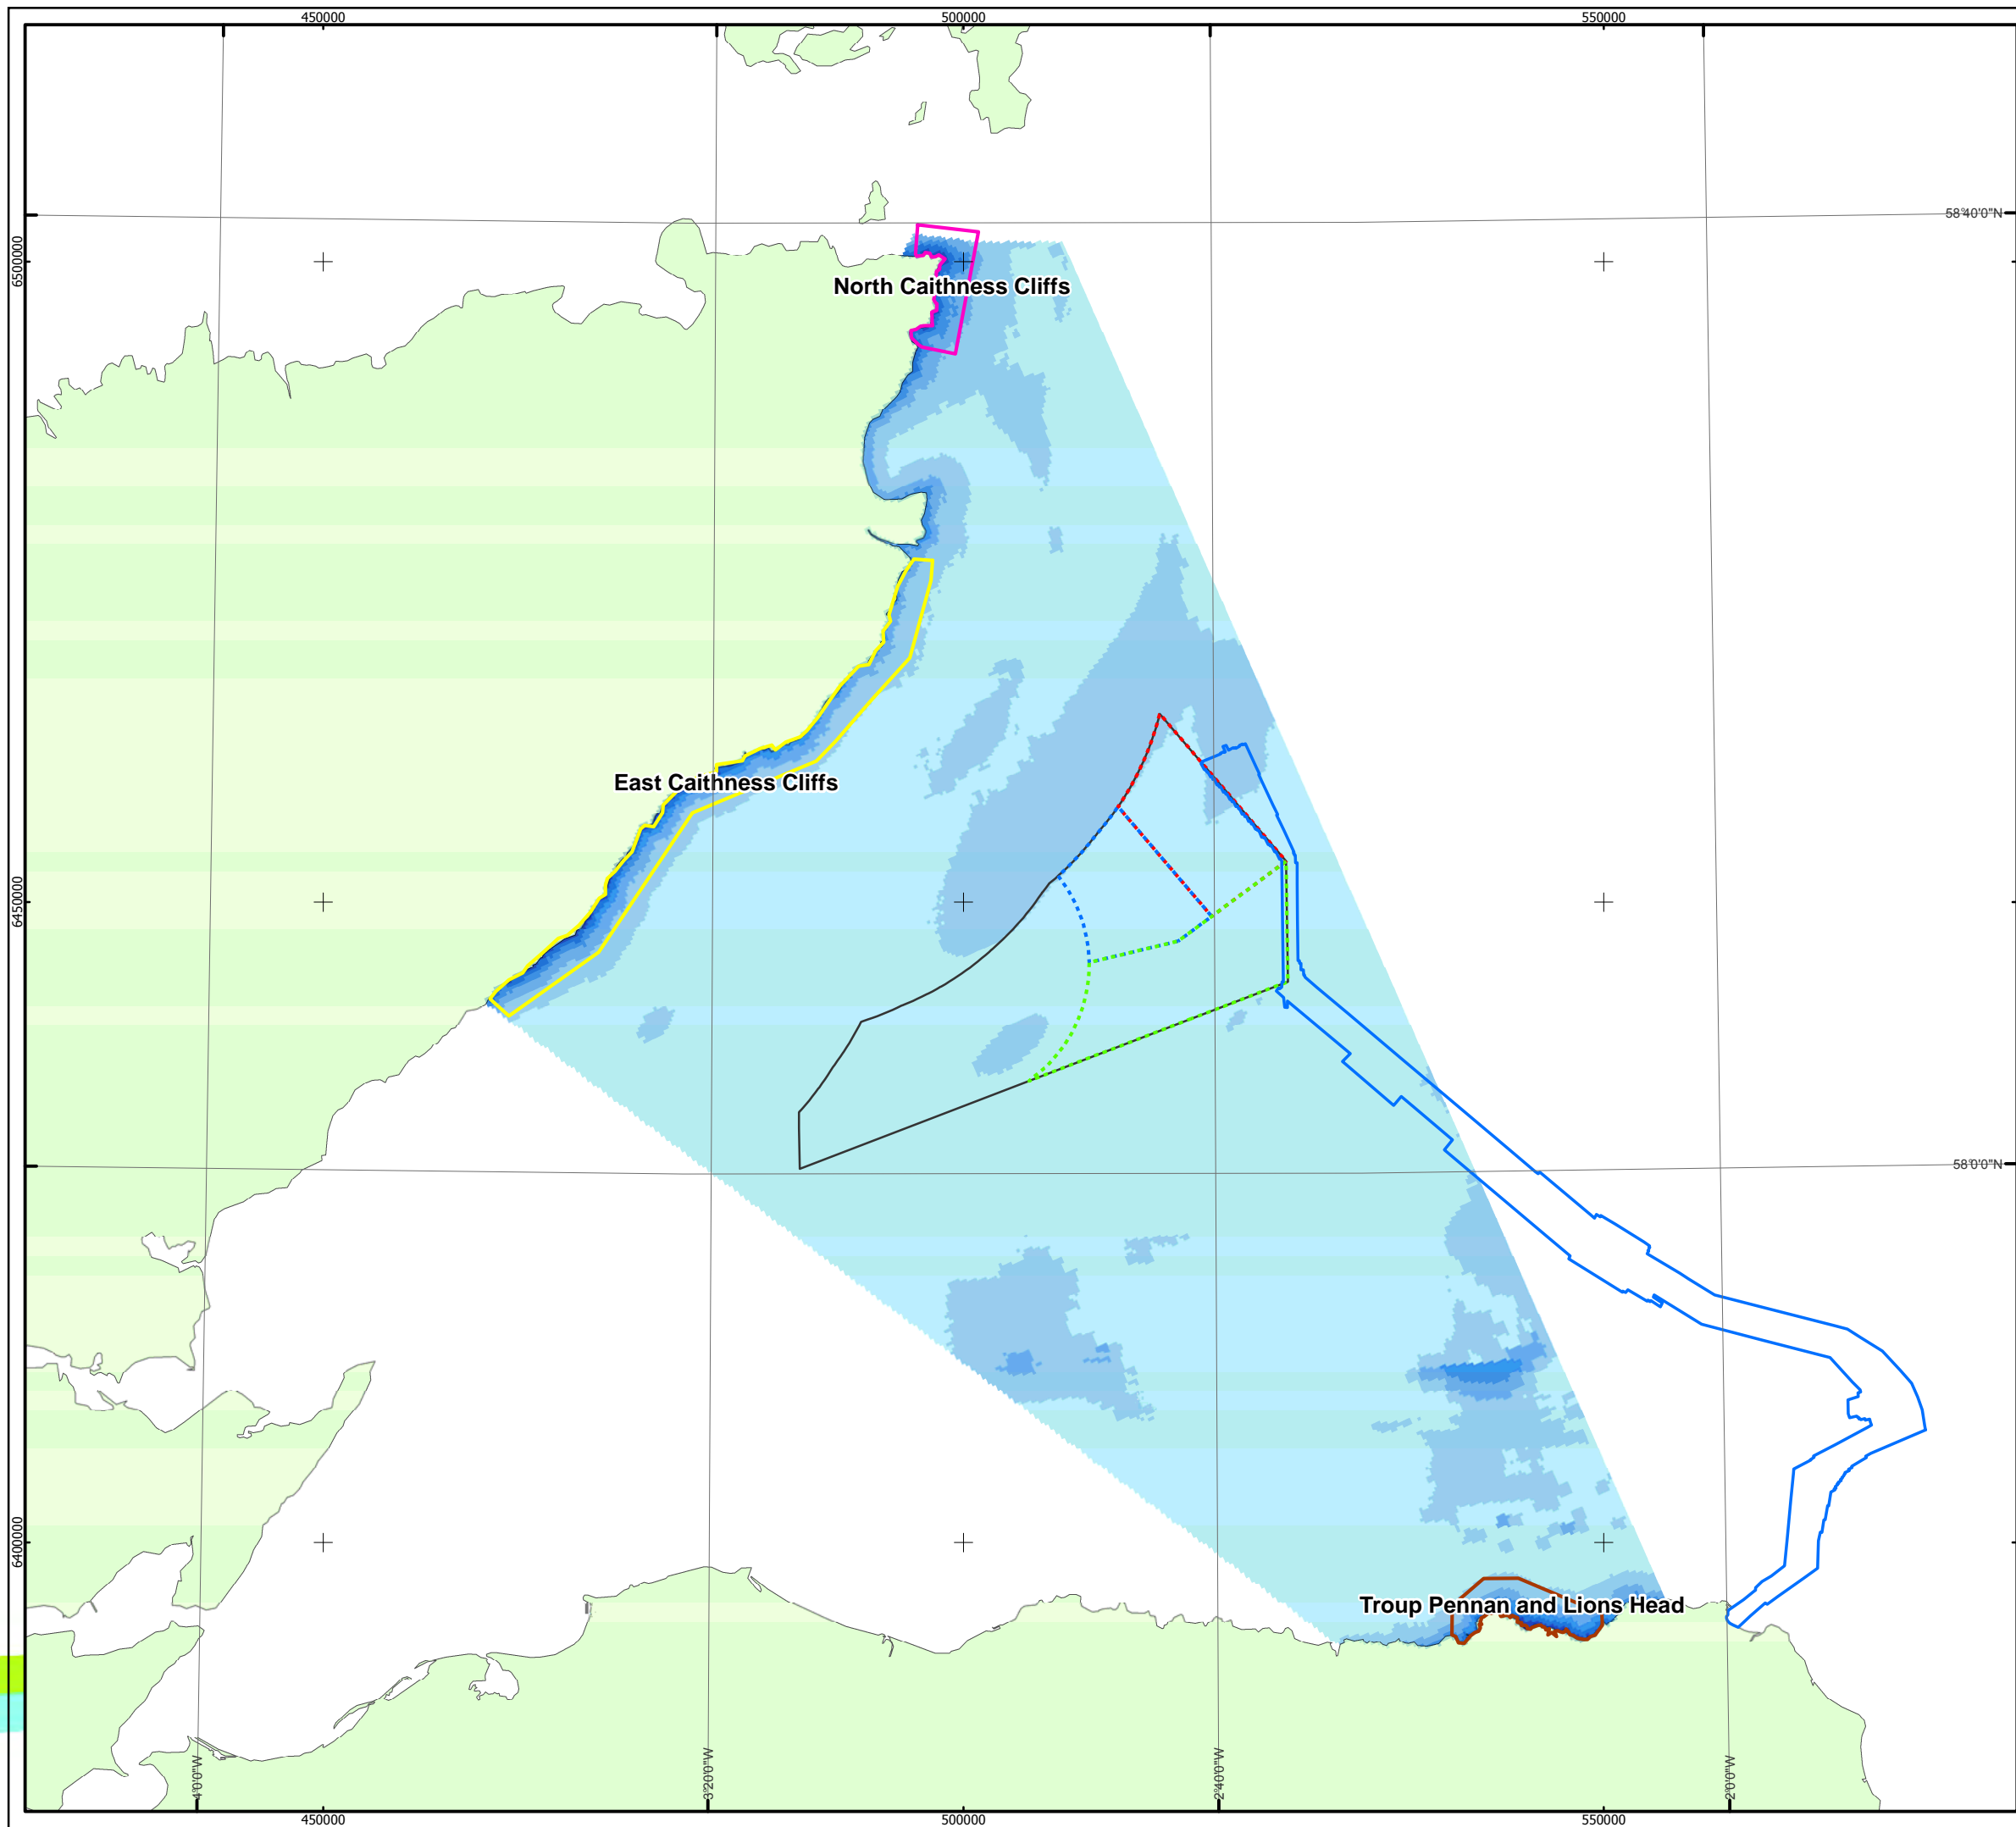 450000
500000
550000
58°40'0"N
6500000
North Caithness Cliffs
East Caithness Cliffs
6450000
58°0'0"N
6400000
Troup Pennan and Lions Head
4°0'0"W
3°20'0"W
2°40'0"W
2°0'0"W
450000
500000
550000